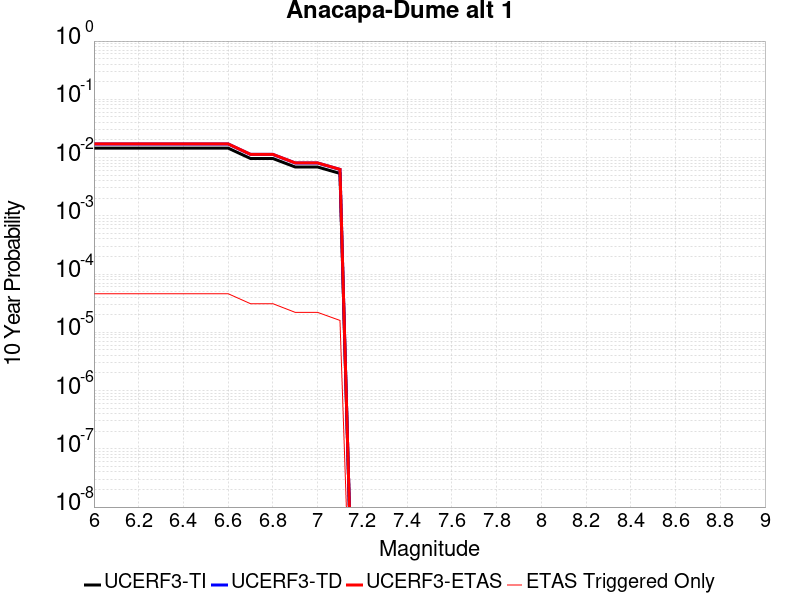 Anacapa-Dume alt 1
10^0
10^-1
10^-2
10^-3
10^-4
10^-5
10^-6
10^-7
10^-8
10 Year Probability
6 6.2 6.4 6.6 6.8 7 7.2 7.4 7.6 7.8 8 8.2 8.4 8.6 8.8 9
Magnitude
UCERF3-TI UCERF3-TD UCERF3-ETAS ETAS Triggered Only